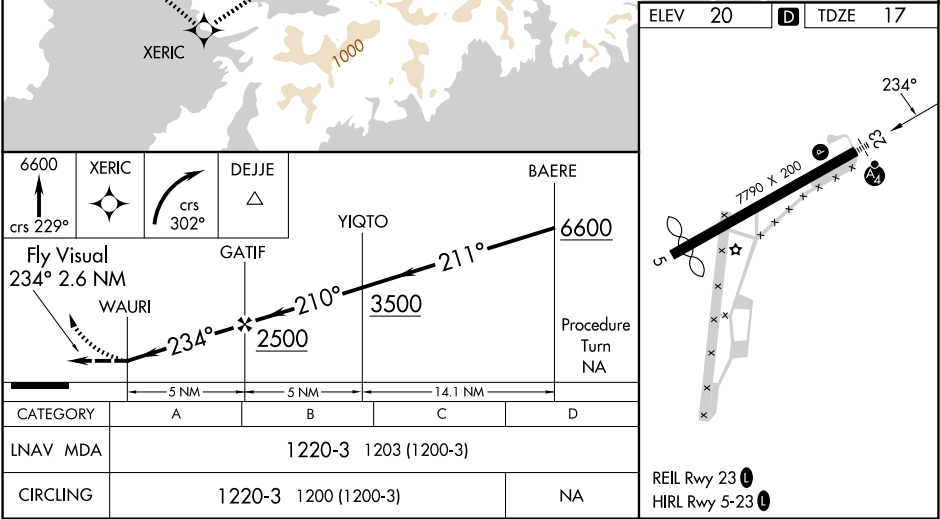 XERIC
1000
6600
crs 229°
XERIC
crs
302°
DEJJE
BAERE
YIQTO
6600
GATIF
211°
Fly Visual
234° 2.6 NM
210°
3500
WAURI
234°
2500
Procedure
Turn
NA
5 NM
5 NM
14.1 NM
CATEGORY A B C D
LNAV MDA 1220-3 1203 (1200-3)
CIRCLING 1220-3 1200 (1200-3) NA
ELEV 20 D TDZE 17
234°
23
P
A4
7790 X 200
5
REIL Rwy 23 L
HIRL Rwy 5-23 L